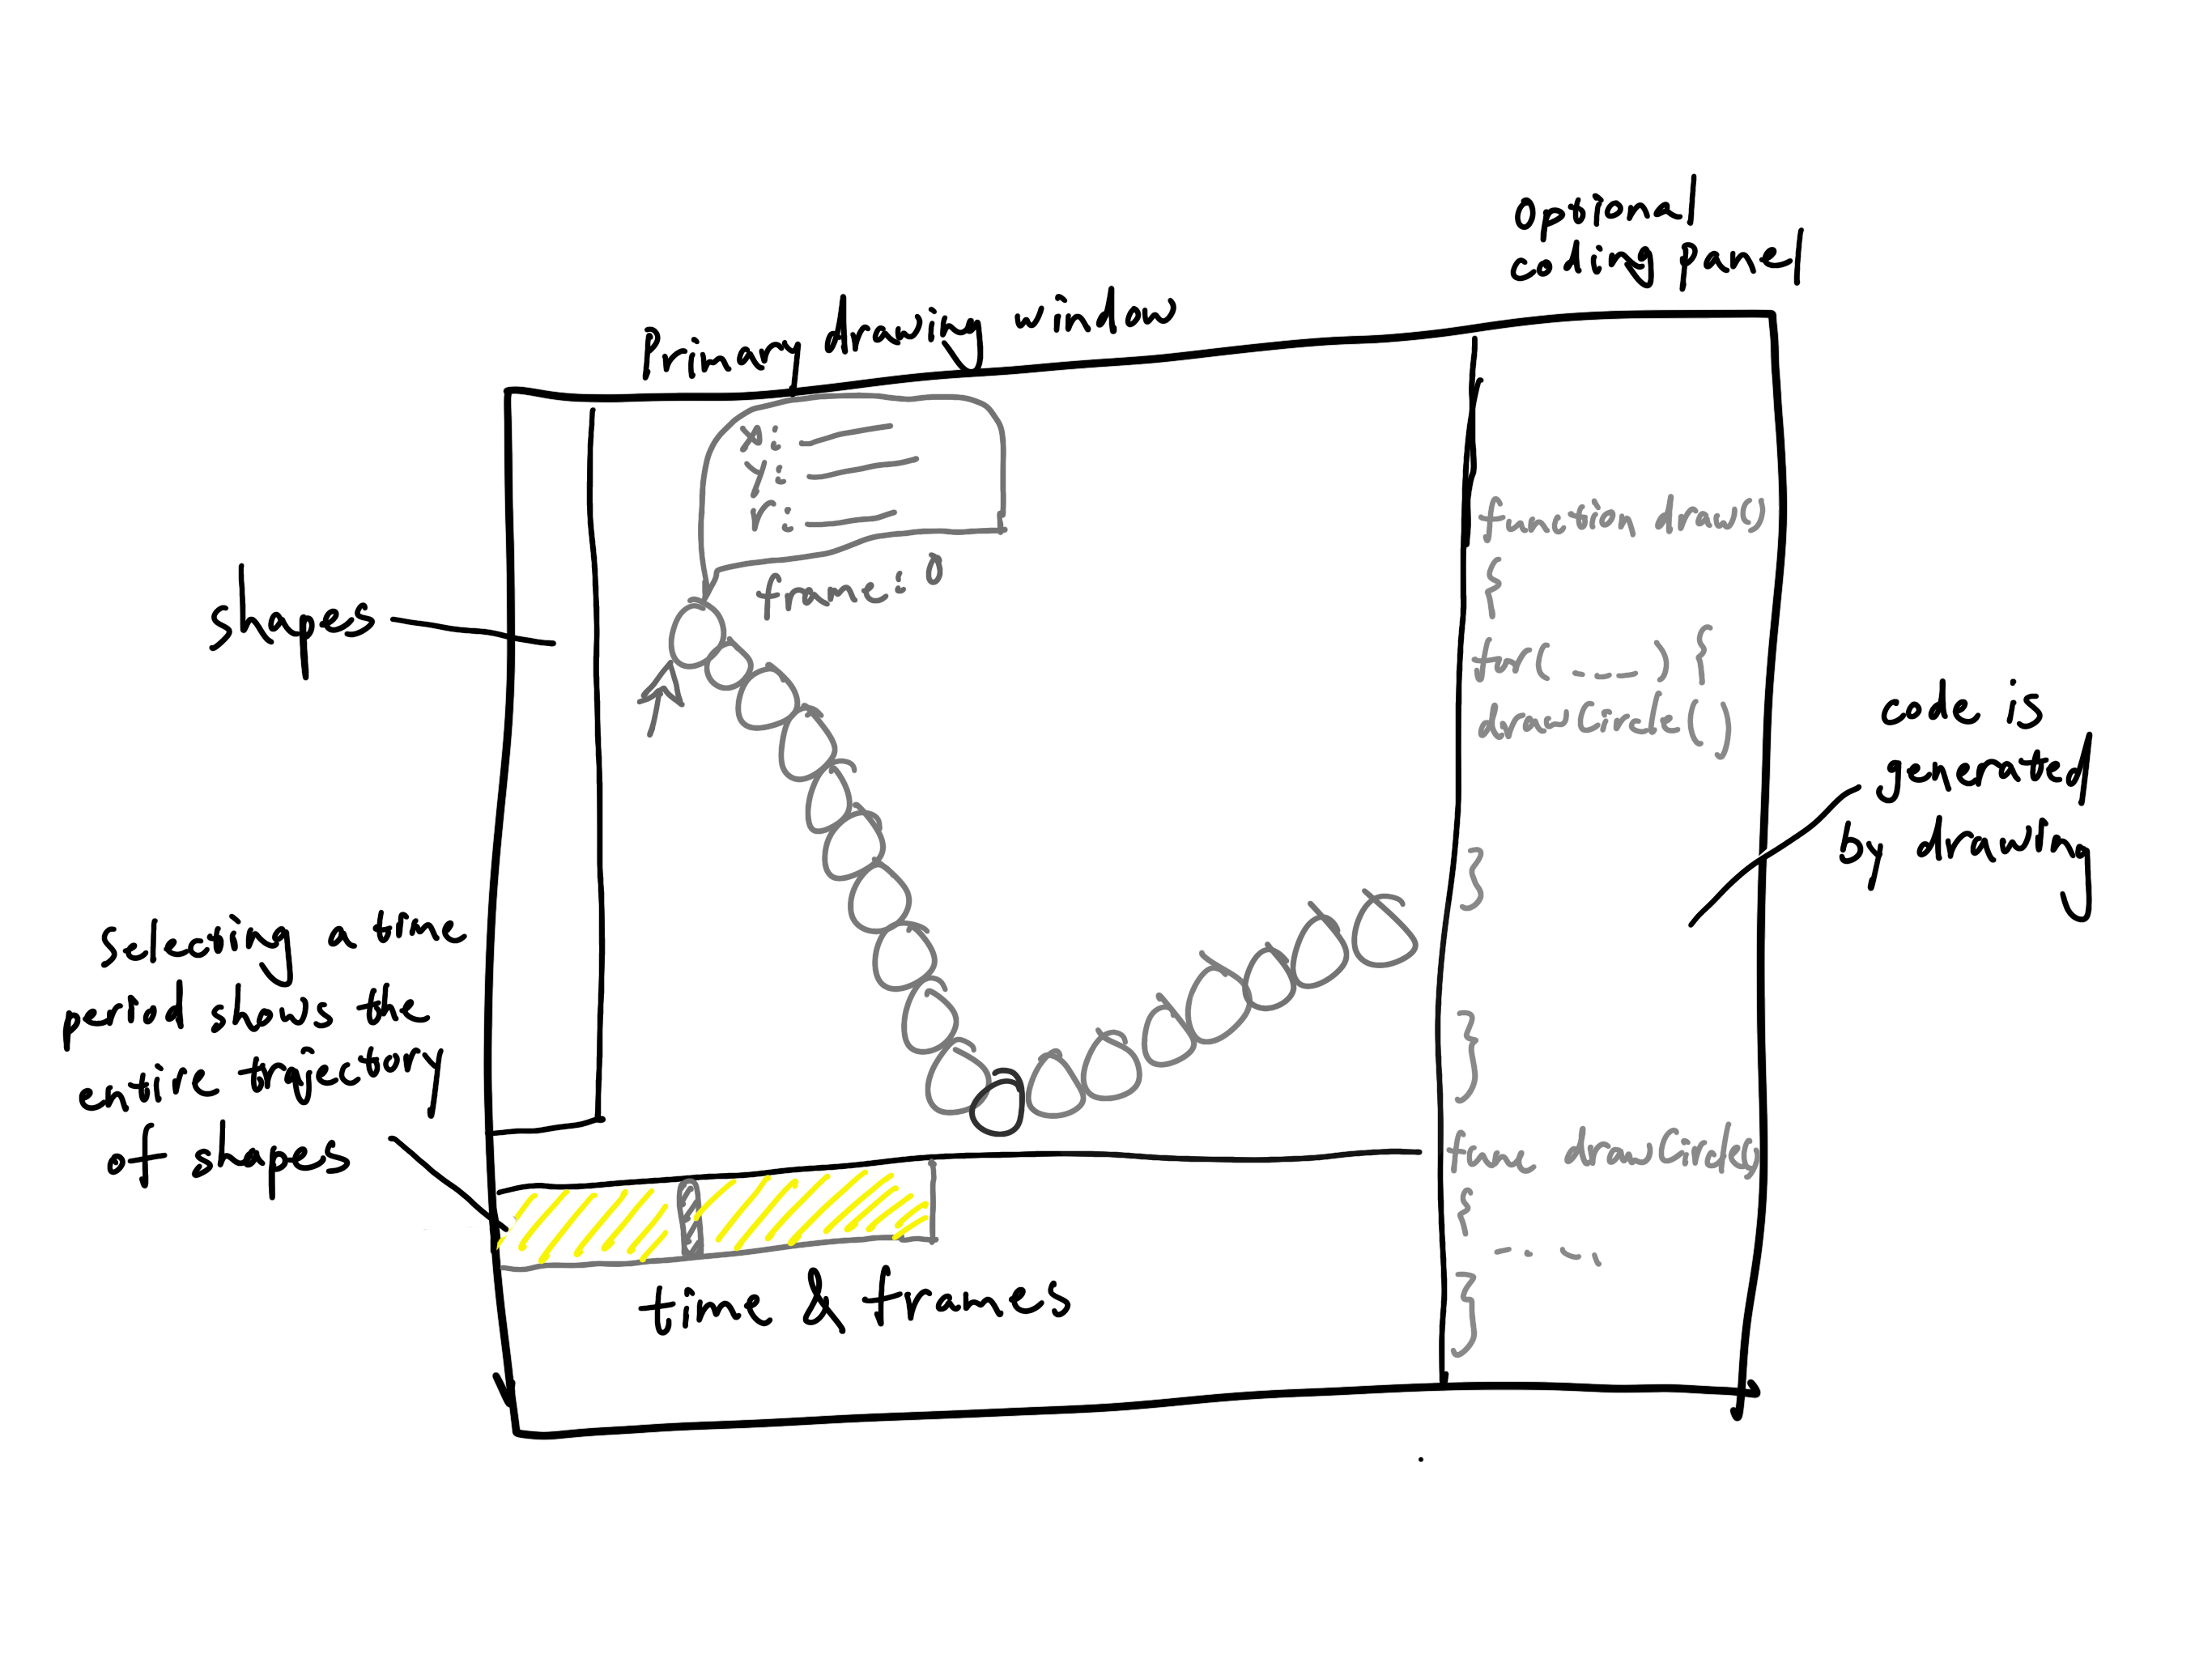 optional
coding panel
Primary drawing window
x:
y:
r:
frame: 0
shapes
function draw()
{
for( _ _ _ ) {
drawCircle()
}
}
func drawCircle()
{
- - - -
}
code is
generated
by drawing
selecting a time
period shows the
entire trajectory
of shapes
time & frames